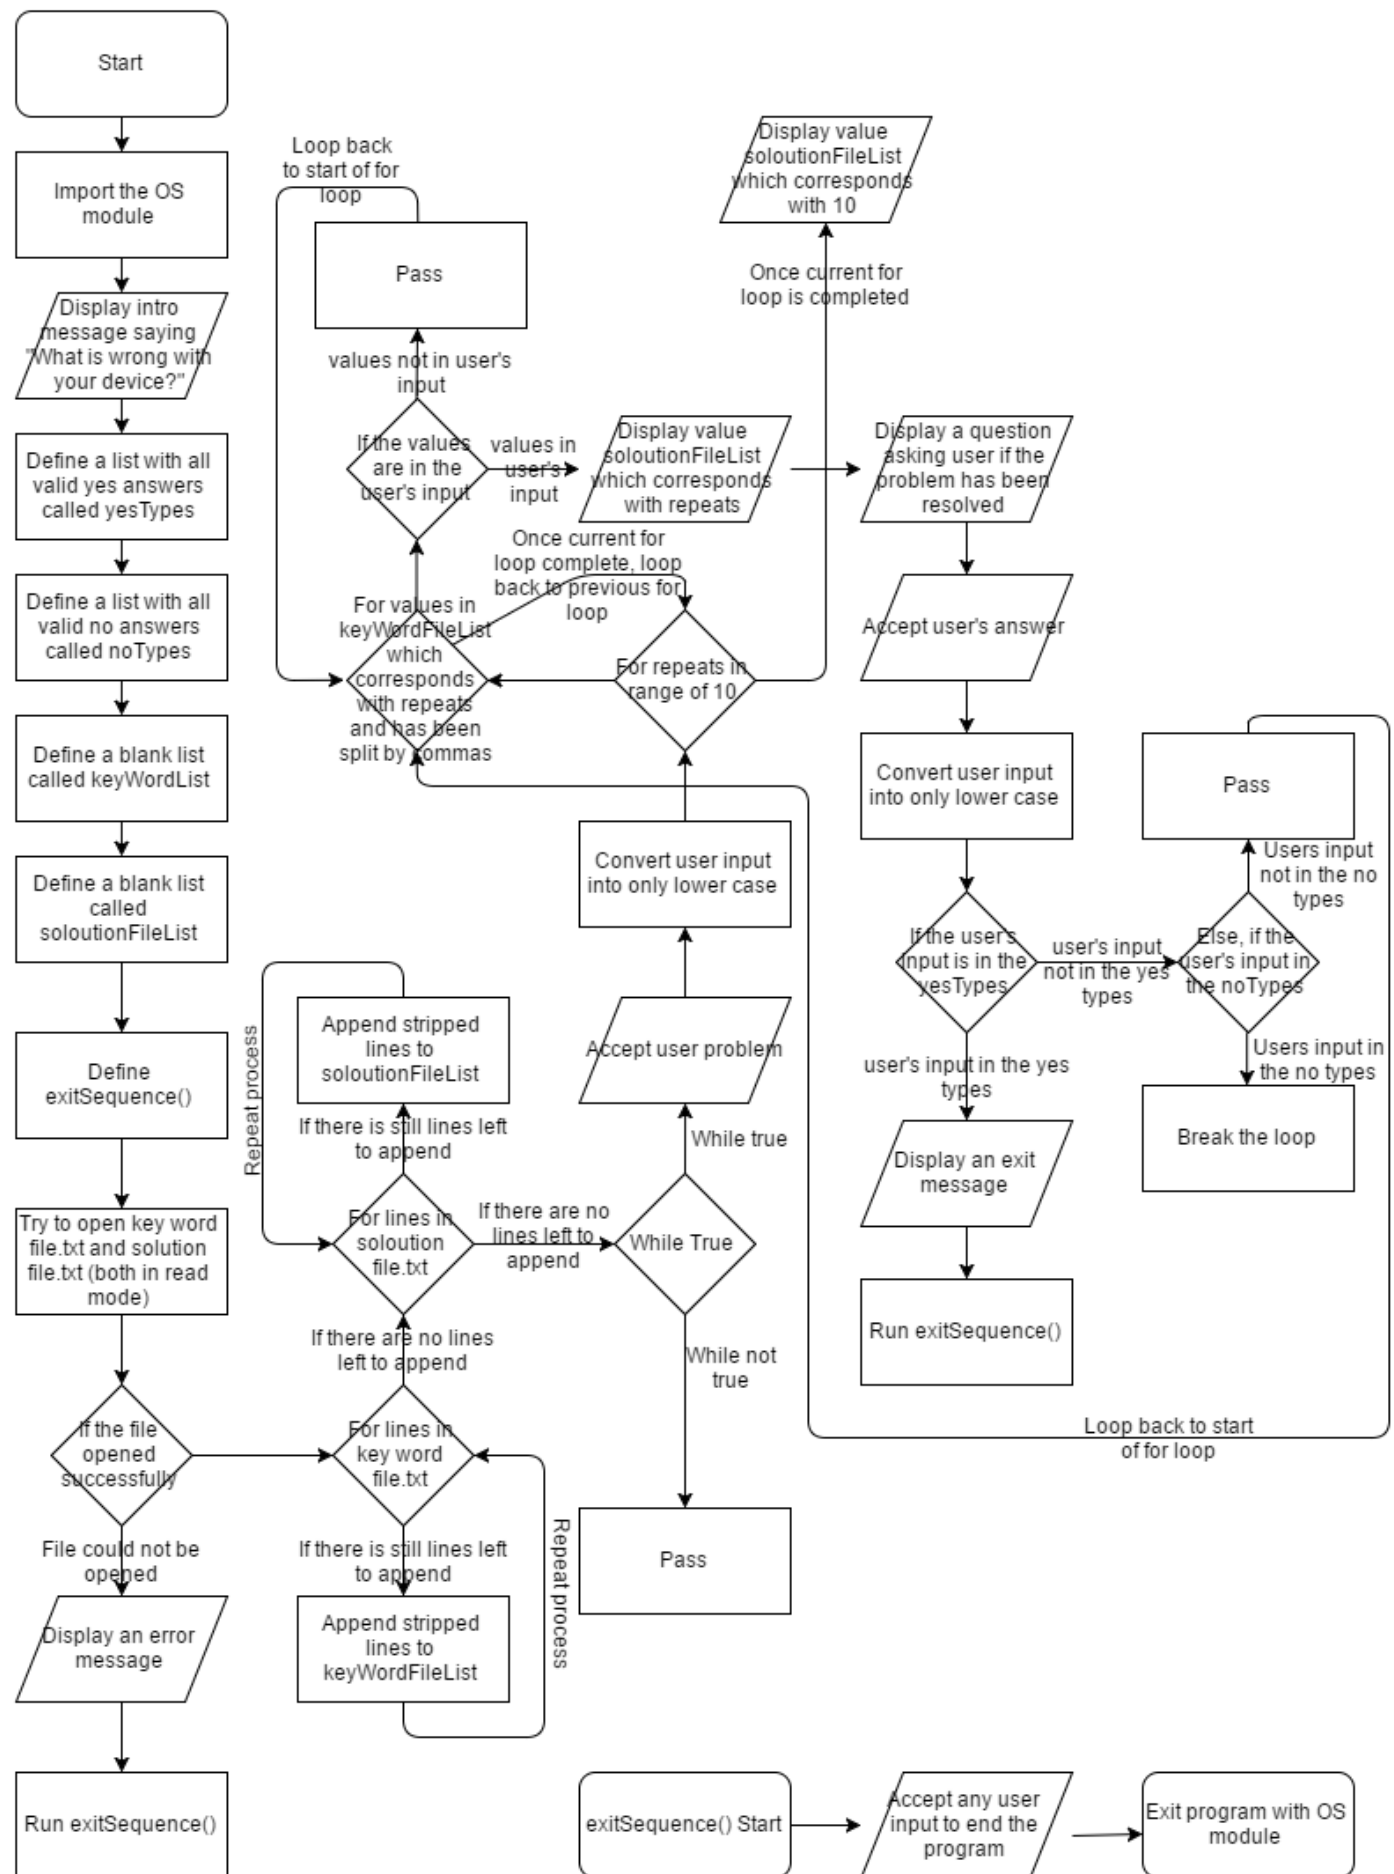 Start
Import the OS
module
Display intro
message saying
"What is wrong with
your device?"
Define a list with all
valid yes answers
called yesTypes
Define a list with all
valid no answers
called noTypes
Define a blank list
called keyWordList
Define a blank list
called
soloutionFileList
Define
exitSequence()
Try to open key word
file.txt and solution
file.txt (both in read
mode)
If the file
opened
successfully
File could not be
opened
Display an error
message
Run exitSequence()
For lines in
key word
file.txt
If there is still lines left
to append
Append stripped
lines to
keyWordFileList
Repeat process
If there are no lines
left to append
For lines in
soloution
file.txt
If there is still lines left
to append
Append stripped
lines to
soloutionFileList
Repeat process
If there are no
lines left to
append
While True
While not
true
Pass
While true
Accept user problem
Convert user input
into only lower case
For repeats in
range of 10
Once current for
loop is completed
Display value
soloutionFileList
which corresponds
with 10
For values in
keyWordFileList
which
corresponds
with repeats
and has been
split by commas
Once current for
loop complete, loop
back to previous for
loop
If the values
are in the
user's input
values not in user's
input
Pass
Loop back
to start of for
loop
values in
user's
input
Display value
soloutionFileList
which corresponds
with repeats
Display a question
asking user if the
problem has been
resolved
Accept user's answer
Convert user input
into only lower case
If the user's
input is in the
yesTypes
user's input in the yes
types
Display an exit
message
Run exitSequence()
user's input
not in the yes
types
Else, if the
user's input in
the noTypes
Users input
not in the no
types
Pass
Users input in
the no types
Break the loop
Loop back to start
of for loop
exitSequence() Start
Accept any user
input to end the
program
Exit program with OS
module